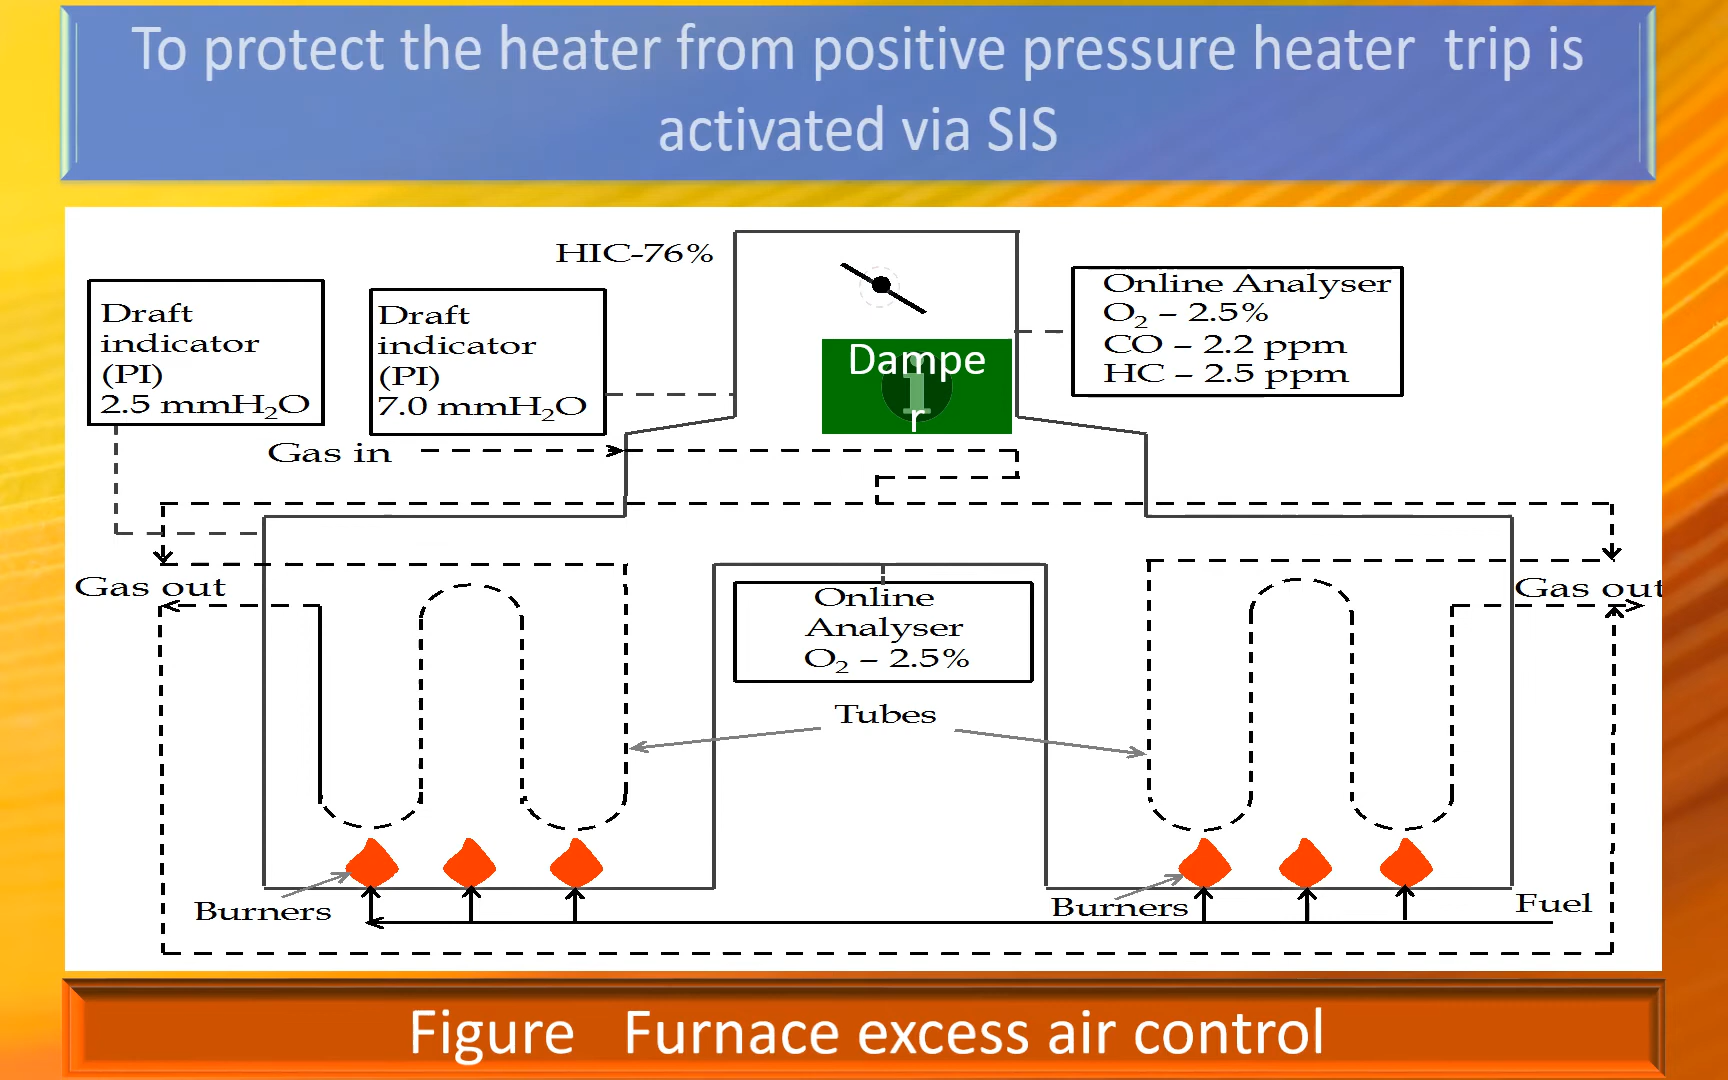 To protect the heater from positive pressure heater trip is
activated via SIS
HIC-76%
Draft
indicator
(PI)
2.5 mmH₂O
Draft
indicator
(PI)
7.0 mmH₂O
Online Analyser
O₂ – 2.5%
CO – 2.2 ppm
HC – 2.5 ppm
Dampe
r
Gas in
Gas out
Gas out
Online
Analyser
O₂ – 2.5%
Tubes
Burners
Burners
Fuel
Figure Furnace excess air control